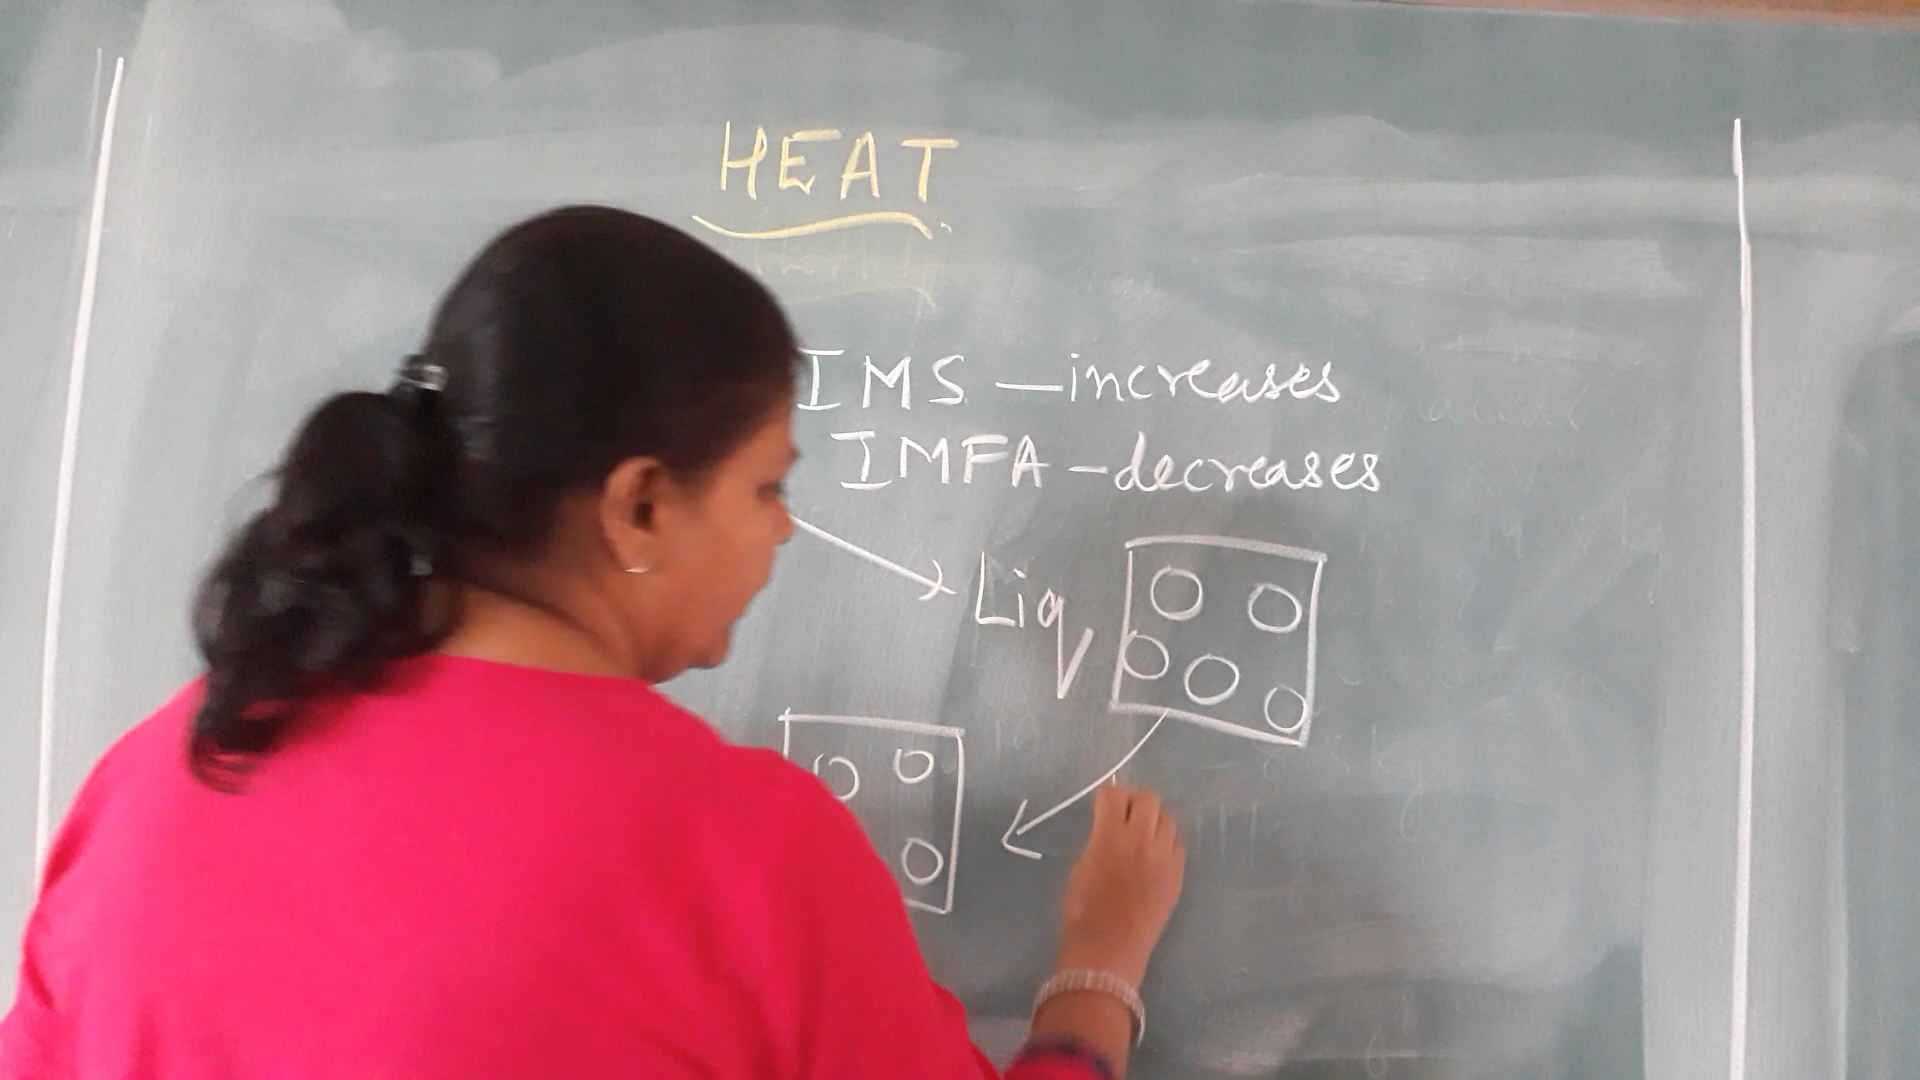 HEAT
IMS - increases
IMFA - decreases
Liq